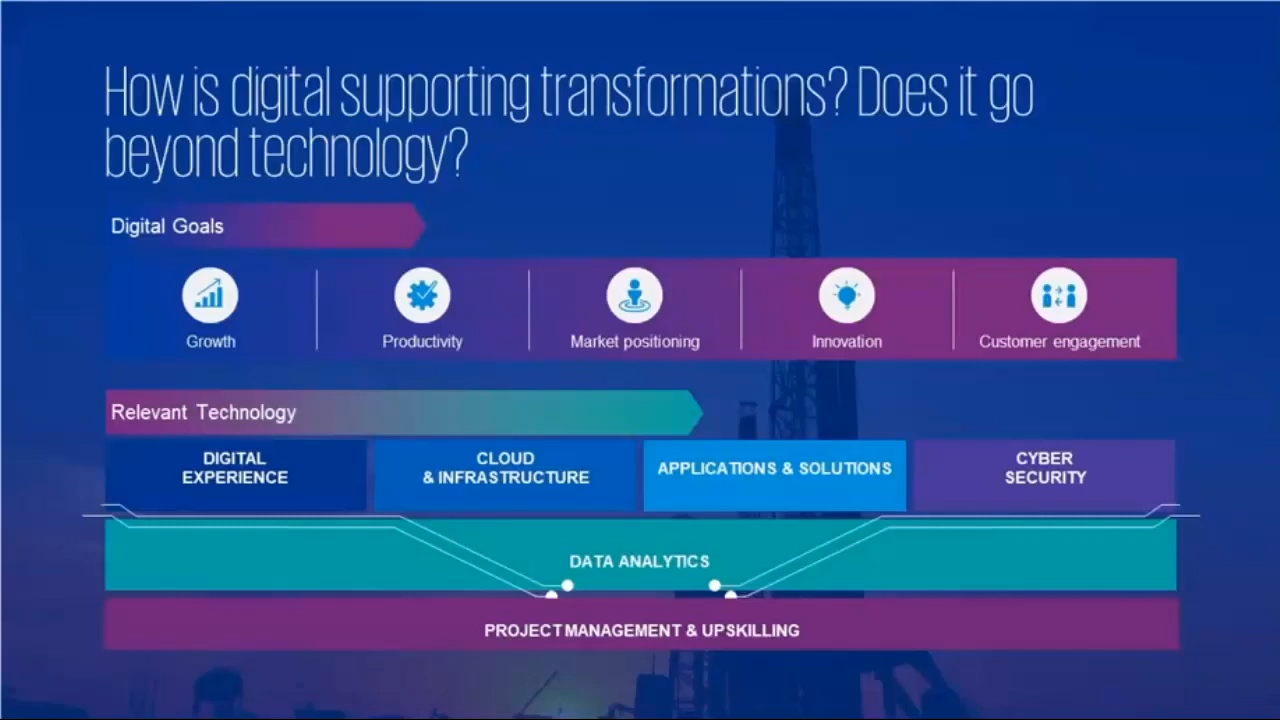 How is digital supporting transformations? Does it go
beyond technology?
Digital Goals
Growth
Productivity
Market positioning
Innovation
Customer engagement
Relevant Technology
DIGITAL
EXPERIENCE
CLOUD
& INFRASTRUCTURE
APPLICATIONS & SOLUTIONS
CYBER
SECURITY
DATA ANALYTICS
PROJECT MANAGEMENT & UPSKILLING